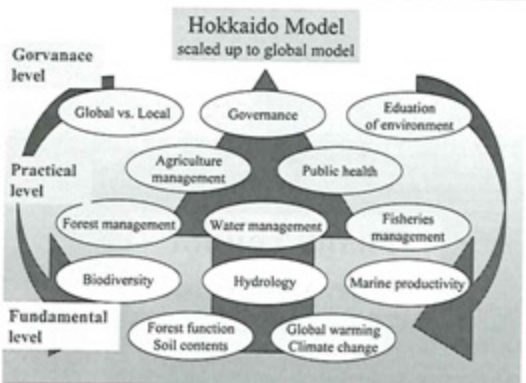 Hokkaido Model
scaled up to global model
Gorvanace
level
Global vs. Local
Governance
Eduation
of environment
Agriculture
management
Public health
Practical
level
Forest management
Water management
Fisheries
management
Biodiversity
Hydrology
Marine productivity
Fundamental
level
Forest function
Soil contents
Global warming
Climate change